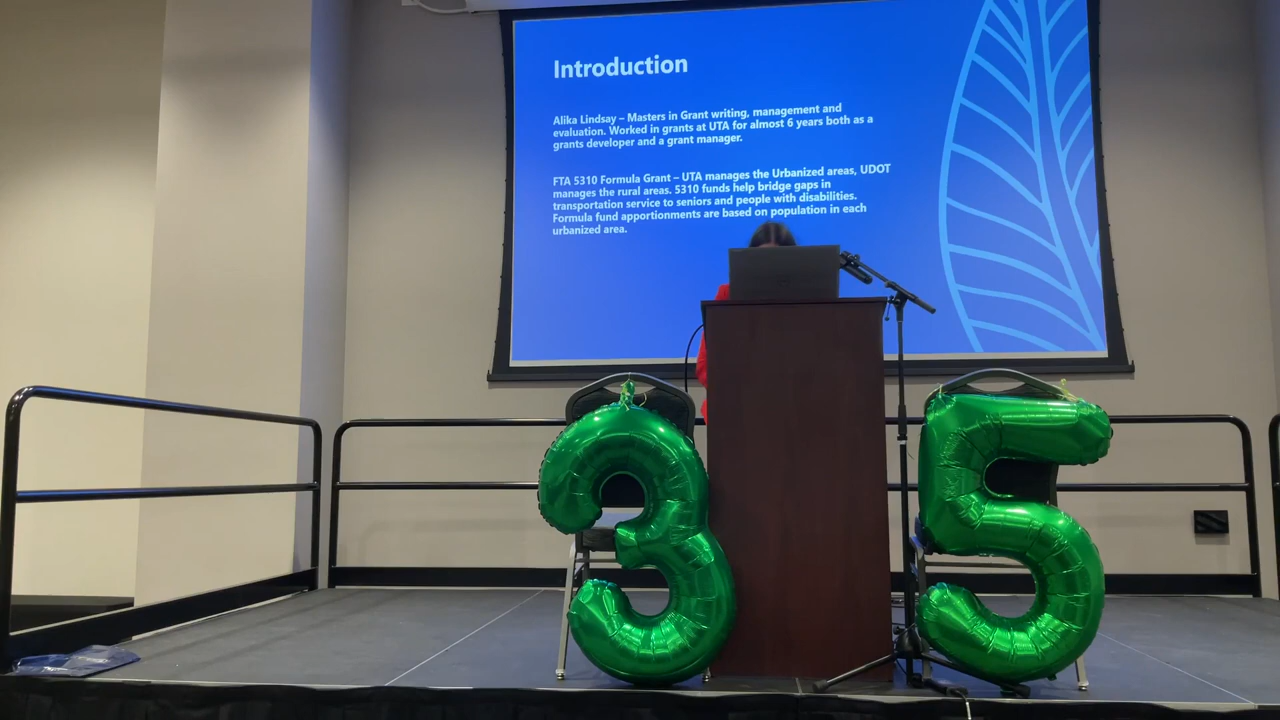 Introduction
Alika Lindsay – Masters in Grant writing, management and
evaluation. Worked in grants at UTA for almost 6 years both as a
grants developer and a grant manager.
FTA 5310 Formula Grant – UTA manages the Urbanized areas, UDOT
manages the rural areas. 5310 funds help bridge gaps in
transportation service to seniors and people with disabilities.
Formula fund apportionments are based on population in each
urbanized area.
3 5